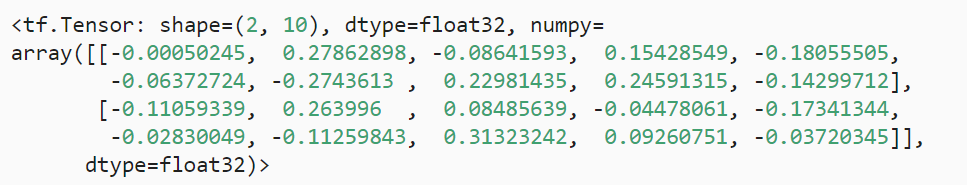 <tf.Tensor: shape=(2, 10), dtype=float32, numpy=
array([[-0.00050245,  0.27862898, -0.08641593,  0.15428549, -0.18055505,
        -0.06372724, -0.2743613 ,  0.22981435,  0.24591315, -0.14299712],
       [-0.11059339,  0.263996  ,  0.08485639, -0.04478061, -0.17341344,
        -0.02830049, -0.11259843,  0.31323242,  0.09260751, -0.03720345]],
      dtype=float32)>